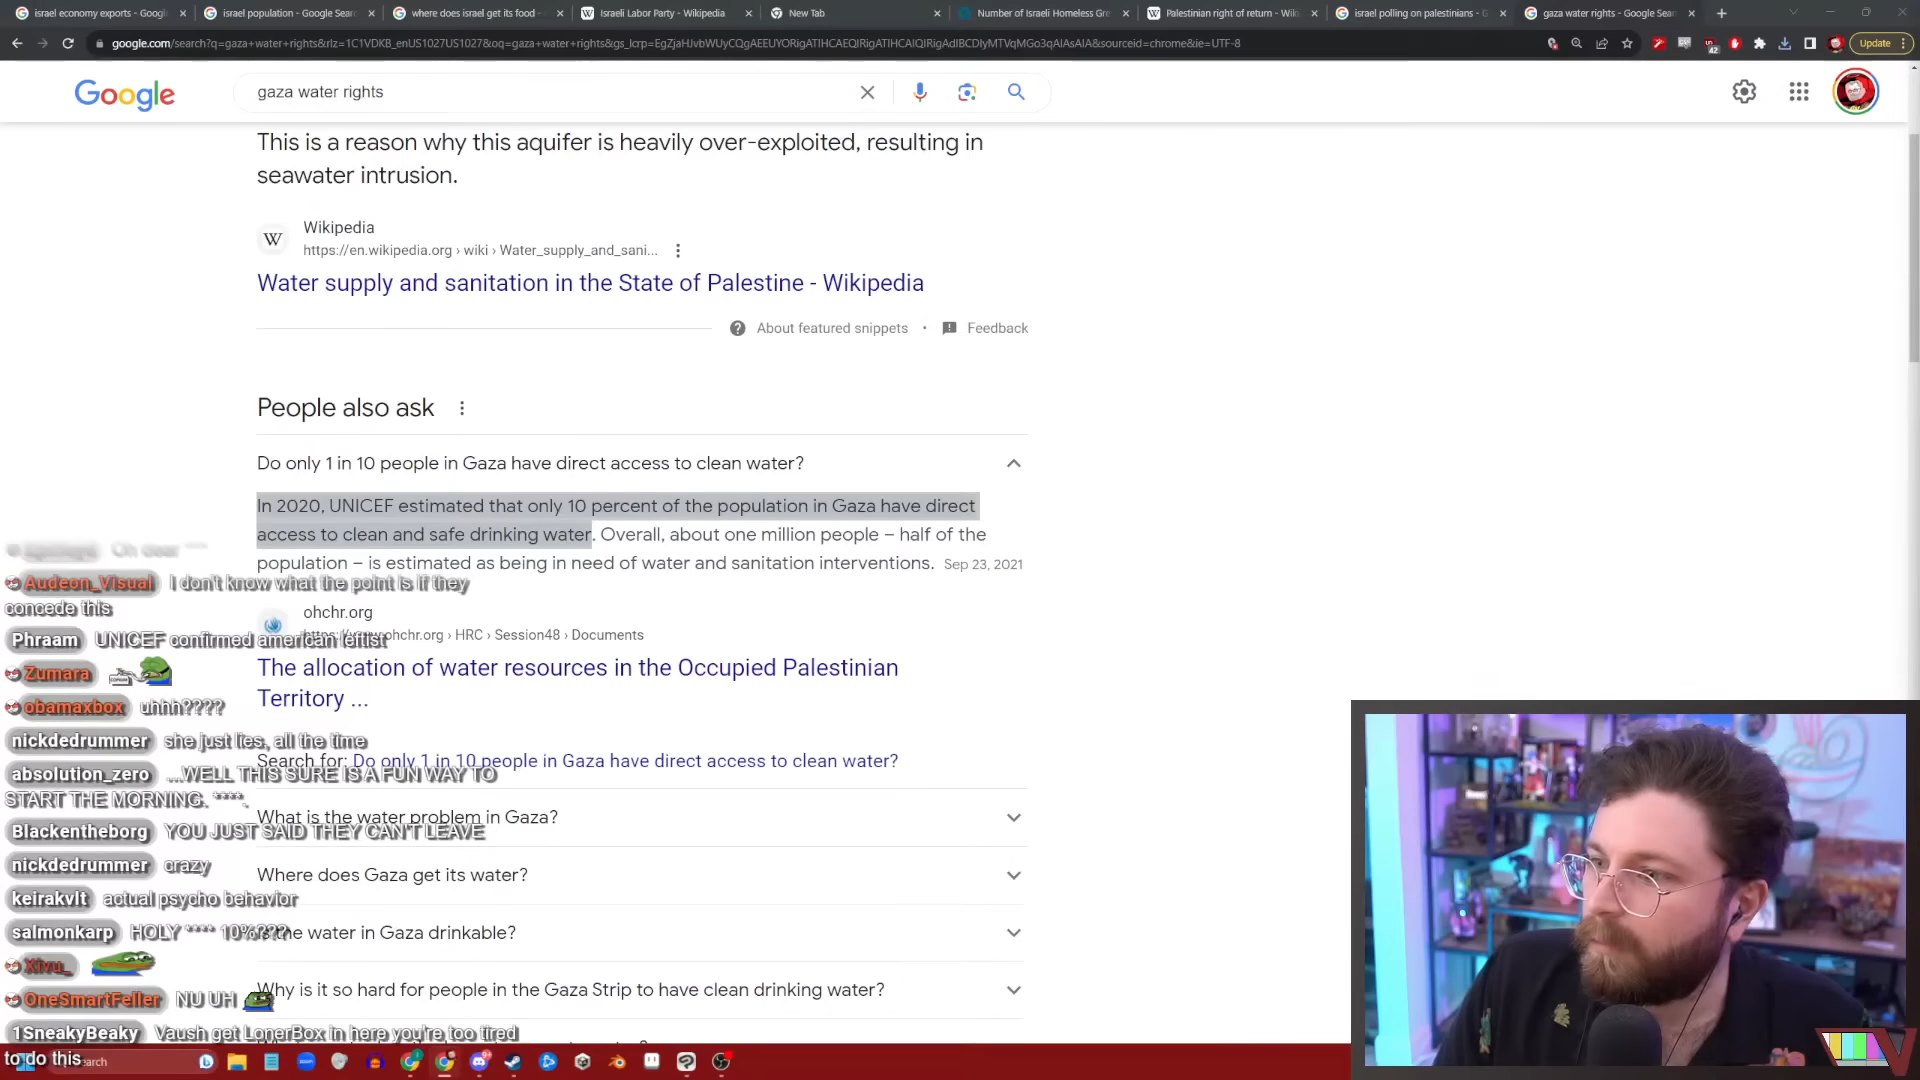 israel economy exports - Googl
israel population - Google Sear
where does israel get its food -
Israeli Labor Party - Wikipedia
New Tab
Number of Israeli Homeless Gre
Palestinian right of return - Wik
israel polling on palestinians - G
gaza water rights - Google Sear
google.com/search?q=gaza+water+rights&rlz=1C1VDKB_enUS1027US1027&oq=gaza+water+rights&gs_lcrp=
Update
Google
gaza water rights
This is a reason why this aquifer is heavily over-exploited, resulting in
seawater intrusion.
W
Wikipedia
https://en.wikipedia.org › wiki › Water_supply_and_sani...
Water supply and sanitation in the State of Palestine - Wikipedia
About featured snippets • Feedback
People also ask
Do only 1 in 10 people in Gaza have direct access to clean water?
In 2020, UNICEF estimated that only 10 percent of the population in Gaza have direct
access to clean and safe drinking water. Overall, about one million people – half of the
population – is estimated as being in need of water and sanitation interventions. Sep 23, 2021
ohchr.org
ohchr.org › HRC › Session48 › Documents
The allocation of water resources in the Occupied Palestinian
Territory ...
Search for: Do only 1 in 10 people in Gaza have direct access to clean water?
What is the water problem in Gaza?
Where does Gaza get its water?
the water in Gaza drinkable?
Why is it so hard for people in the Gaza Strip to have clean drinking water?
Oh dear ****
Audeon_Visual I don't know what the point is if they
concede this
Phraam UNICEF confirmed american leftist
Zumara
obamaxbox uhhh????
nickdedrummer she just lies, all the time
absolution_zero ...WELL THIS SURE IS A FUN WAY TO
START THE MORNING. ****.
Blackentheborg YOU JUST SAID THEY CAN'T LEAVE
nickdedrummer crazy
keirakvlt actual psycho behavior
salmonkarp HOLY **** 10%???
Xivu_
OneSmartFeller NU UH
1SneakyBeaky Vaush get LonerBox in here you're too tired
to do this